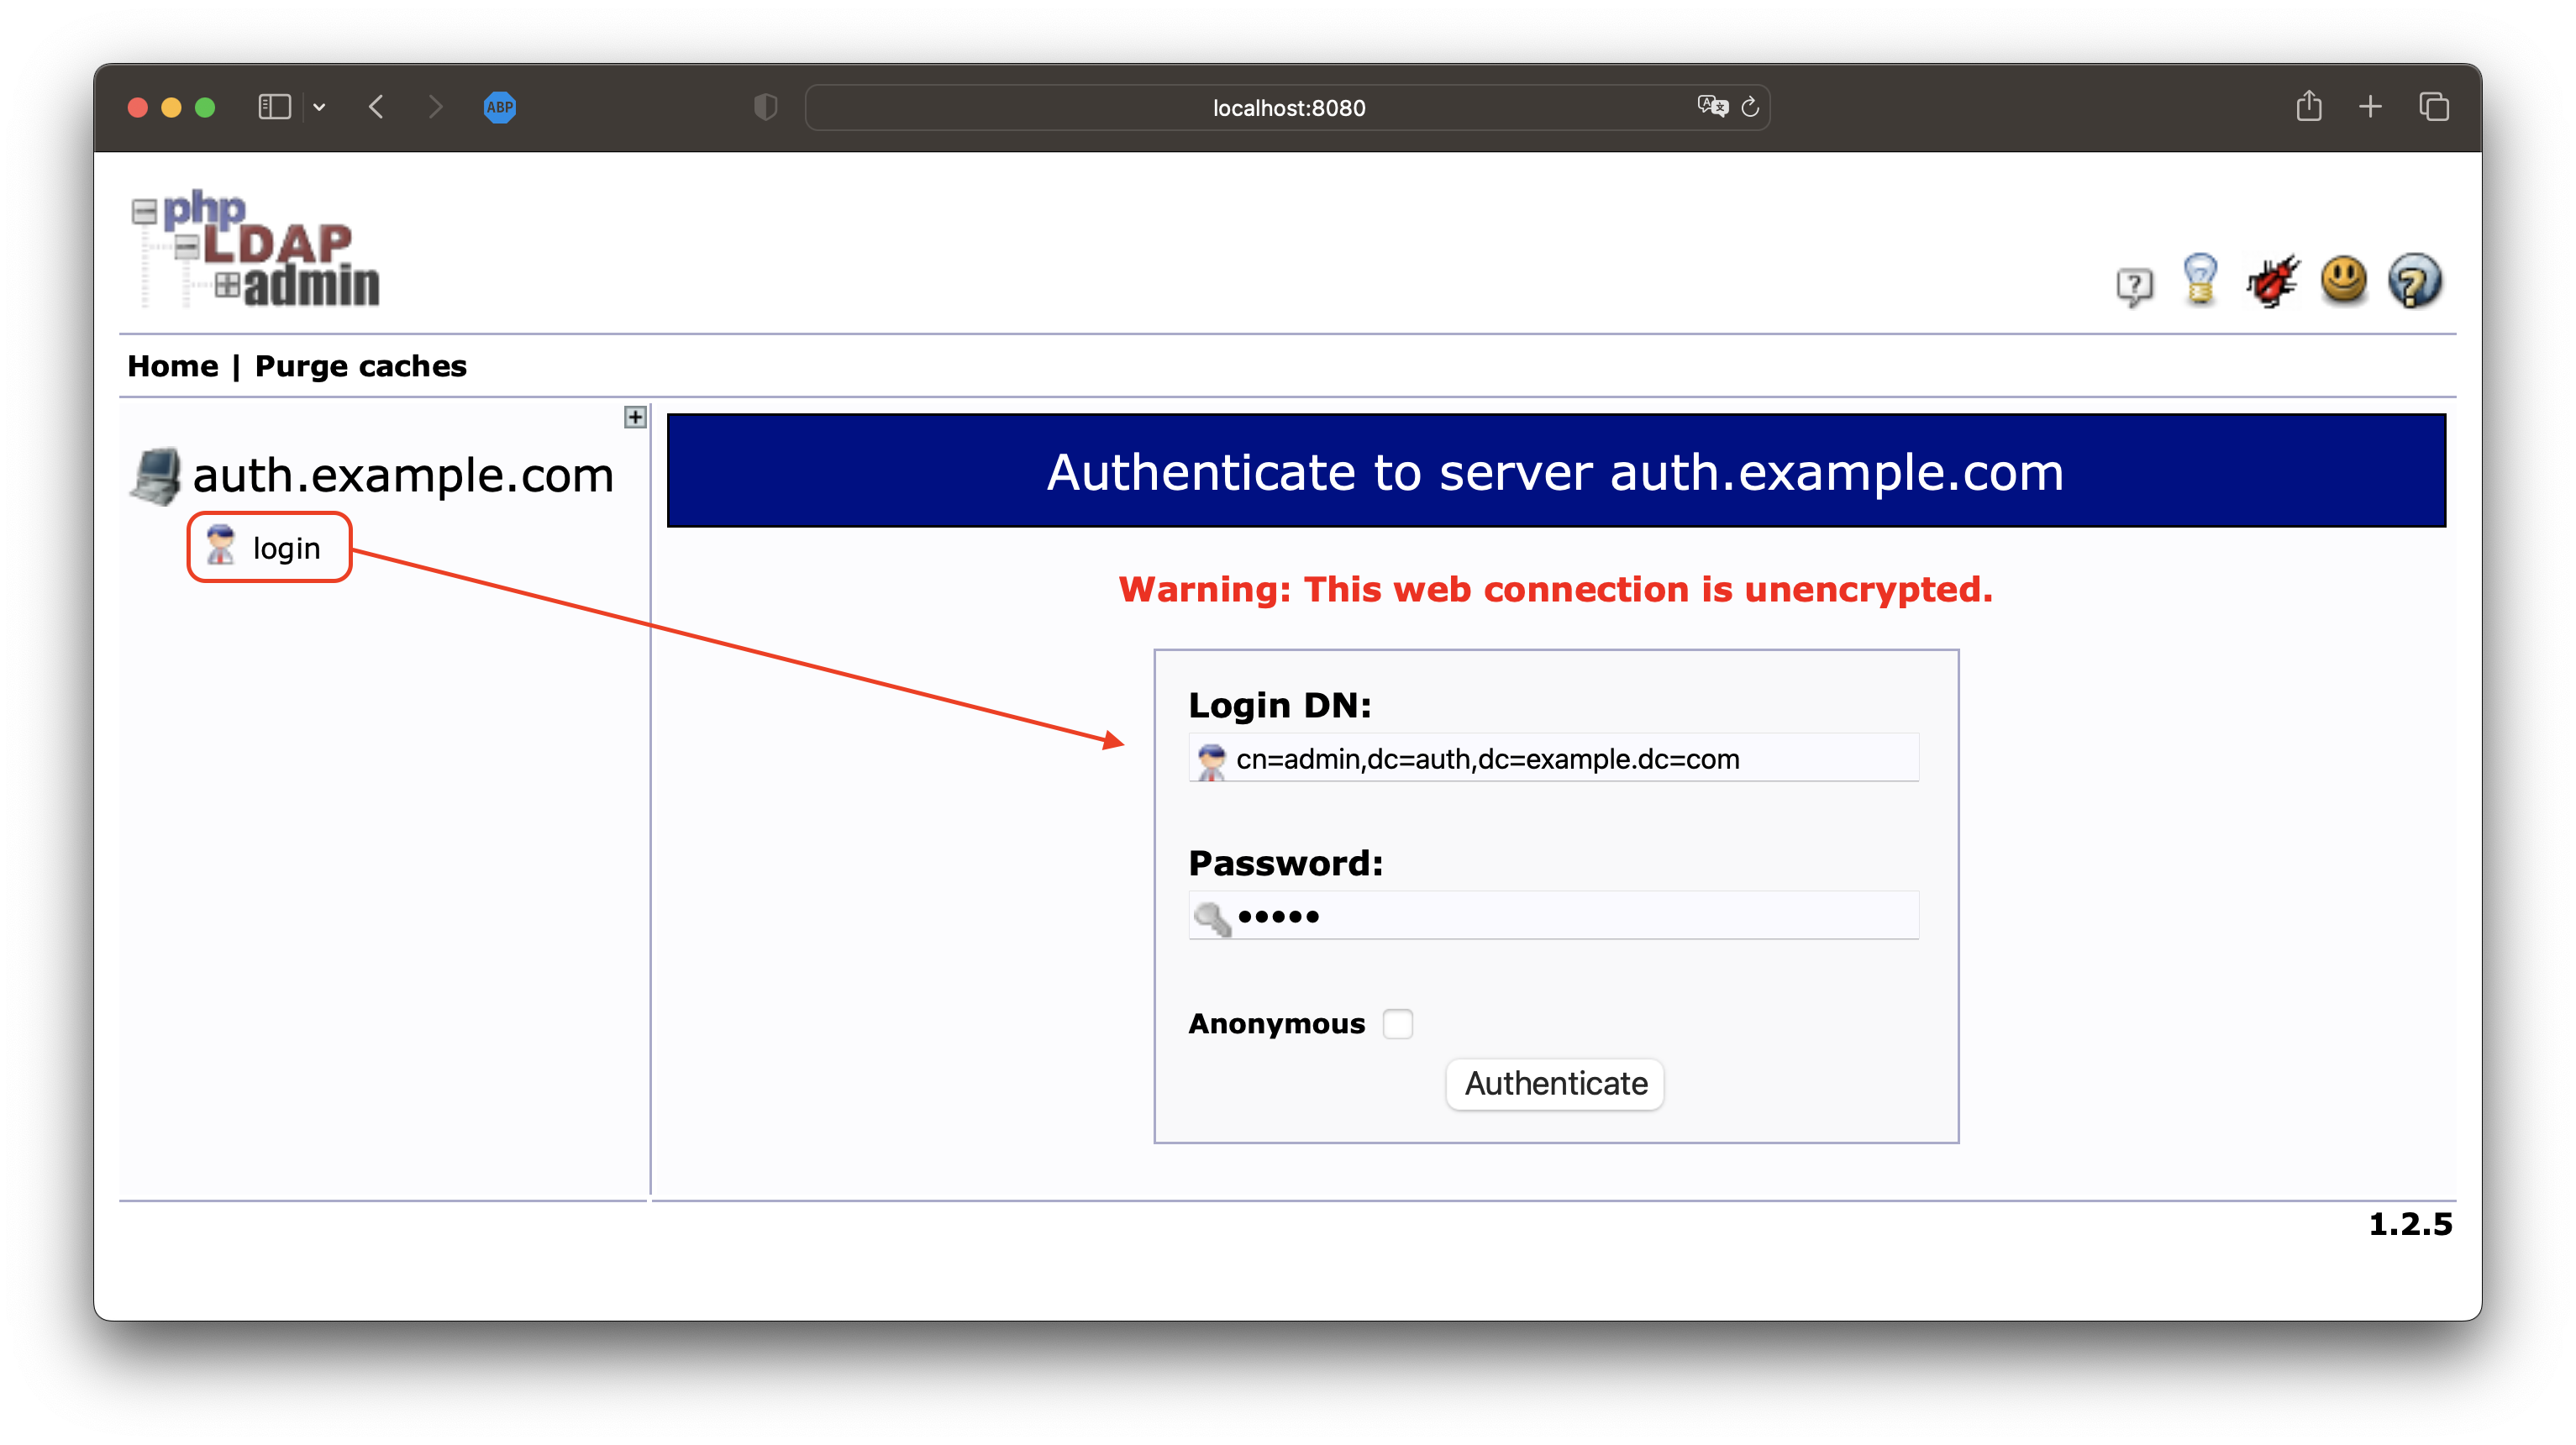 ABP
localhost:8080
php
LDAP
admin
Home | Purge caches
auth.example.com
login
Authenticate to server auth.example.com
Warning: This web connection is unencrypted.
Login DN:
cn=admin,dc=auth,dc=example.dc=com
Password:
•••••
Anonymous
Authenticate
1.2.5